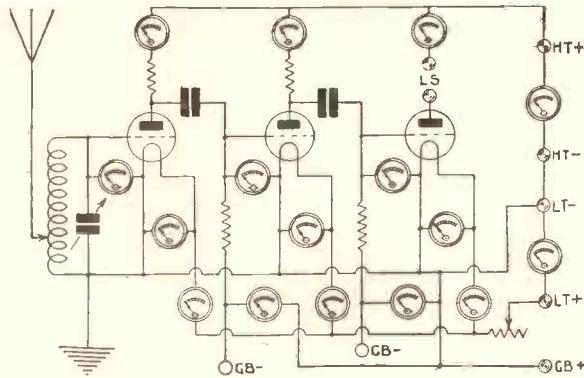 HT+
LS
HT-
LT-
LT+
GB-
GB-
GB+